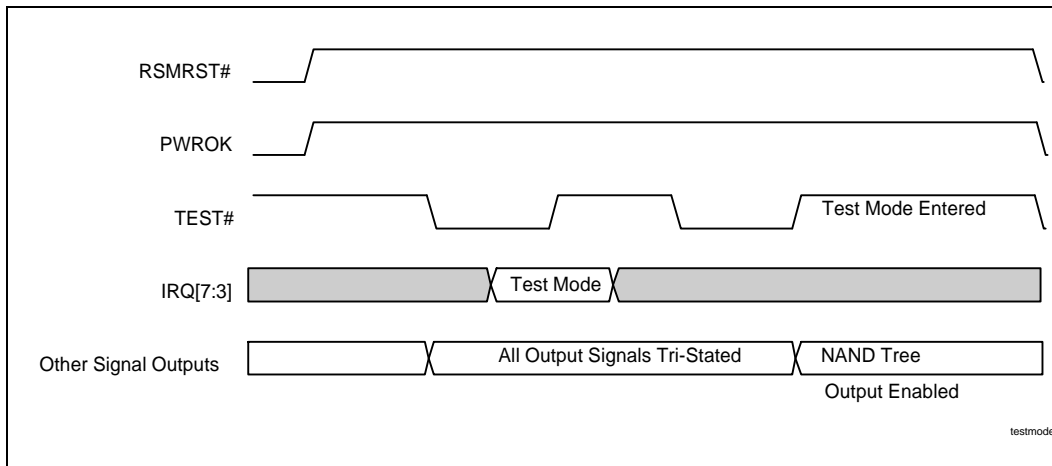 RSMRST#
PWROK
TEST#
Test Mode Entered
IRQ[7:3]
Test Mode
Other Signal Outputs
All Output Signals Tri-Stated
NAND Tree
Output Enabled
testmode